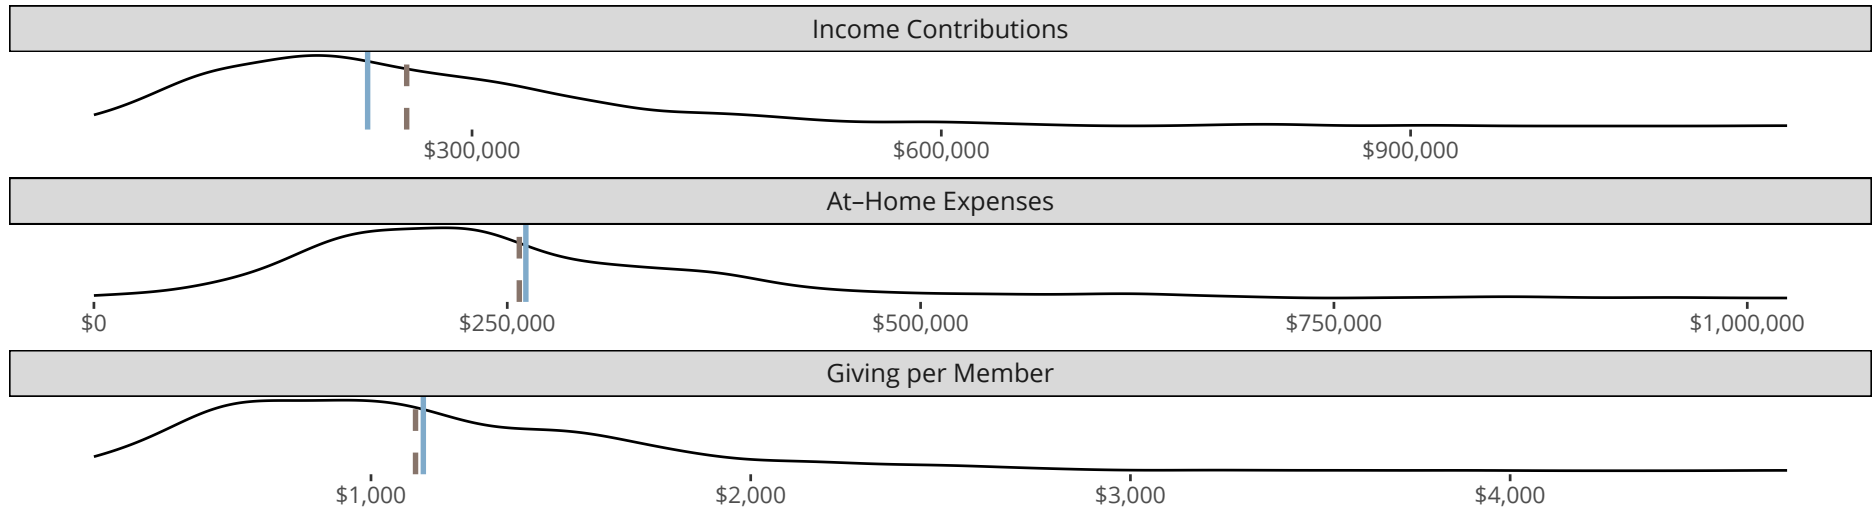 Income Contributions
$300,000 $600,000 $900,000
At–Home Expenses
$0 $250,000 $500,000 $750,000 $1,000,000
Giving per Member
$1,000 $2,000 $3,000 $4,000